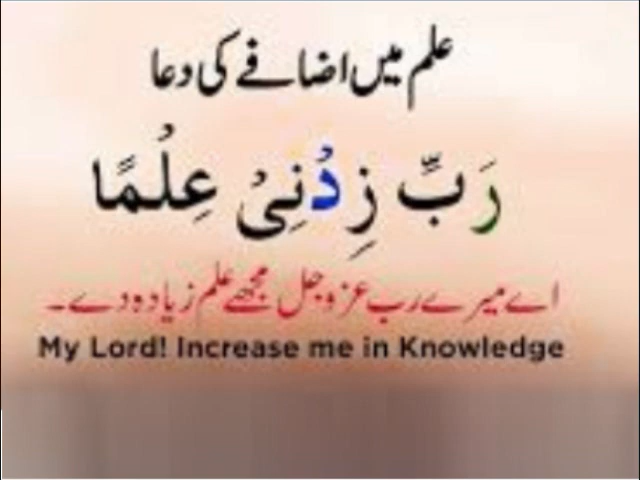 علم میں اضافے کی دعا
رَبِّ زِدْنِیْ عِلْمًا
اے میرے رب عزوجل مجھے علم زیادہ دے۔
My Lord! Increase me in Knowledge